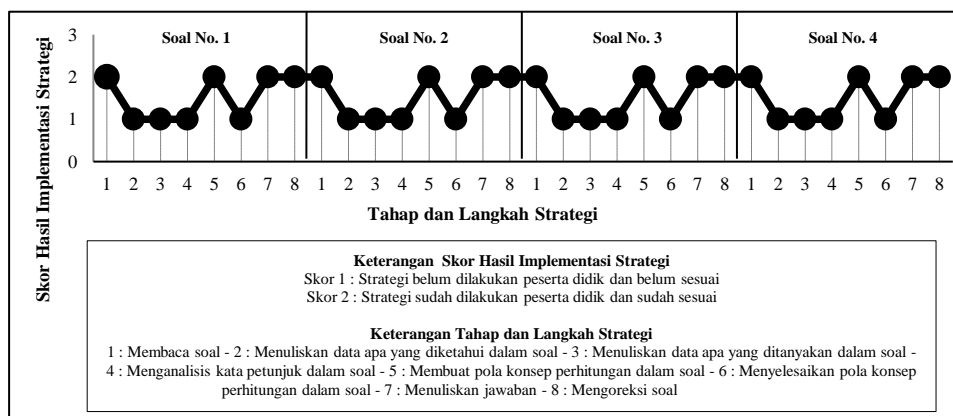 Soal No. 1 Soal No. 2 Soal No. 3 Soal No. 4
Skor Hasil Implementasi Strategi
3
2
1
0
1 2 3 4 5 6 7 8 1 2 3 4 5 6 7 8 1 2 3 4 5 6 7 8 1 2 3 4 5 6 7 8
Tahap dan Langkah Strategi
Keterangan Skor Hasil Implementasi Strategi
Skor 1 : Strategi belum dilakukan peserta didik dan belum sesuai
Skor 2 : Strategi sudah dilakukan peserta didik dan sudah sesuai
Keterangan Tahap dan Langkah Strategi
1 : Membaca soal - 2 : Menuliskan data apa yang diketahui dalam soal - 3 : Menuliskan data apa yang ditanyakan dalam soal -
4 : Menganalisis kata petunjuk dalam soal - 5 : Membuat pola konsep perhitungan dalam soal - 6 : Menyelesaikan pola konsep
perhitungan dalam soal - 7 : Menuliskan jawaban - 8 : Mengoreksi soal